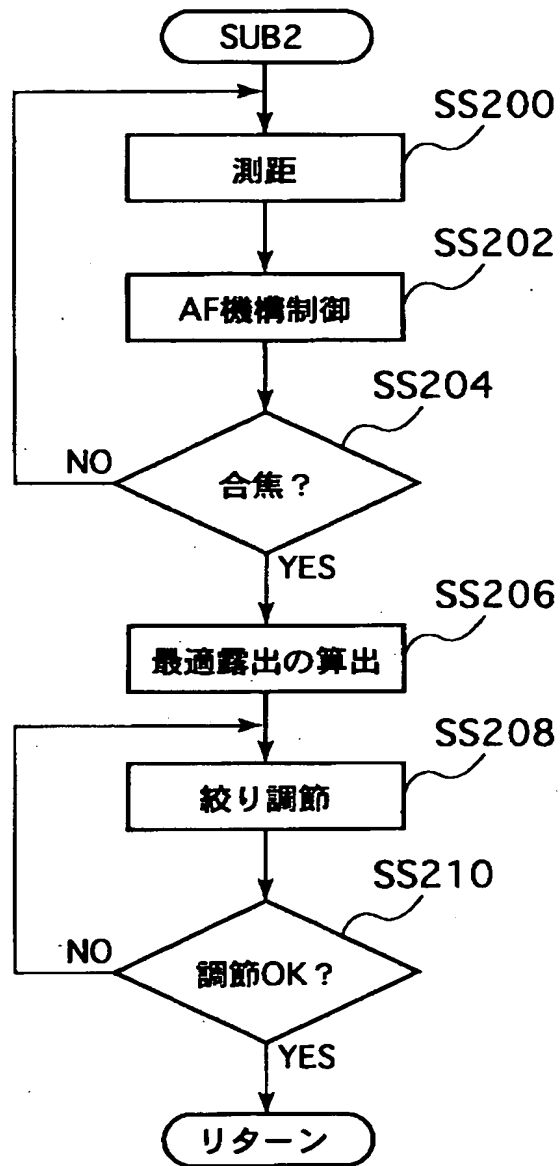 SUB2
SS200
測距
SS202
AF機構制御
SS204
合焦？
NO
YES
SS206
最適露出の算出
SS208
絞り調節
SS210
調節OK？
NO
YES
リターン